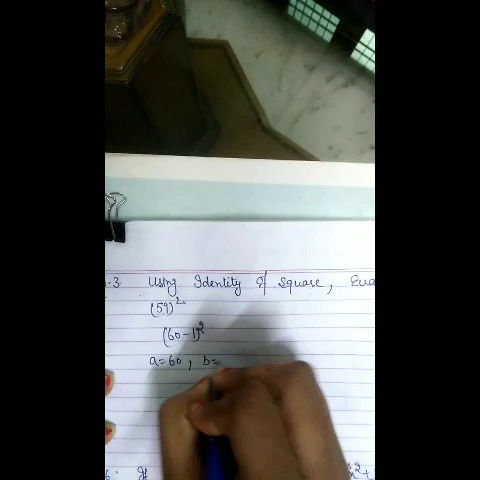 -3 Using Identity of Square, Eva
(59)²
(60-1)²
a=60, b=